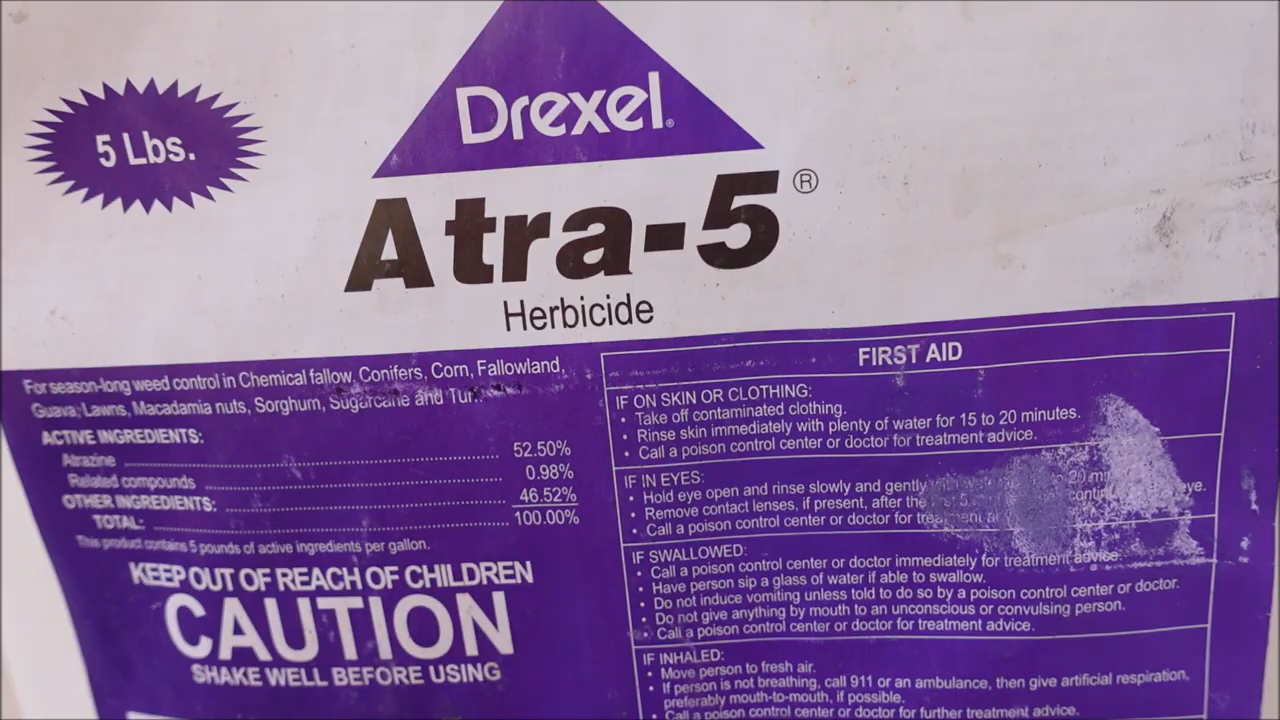 Drexel®
5 Lbs.
Atra-5®
Herbicide
For season-long weed control in Chemical fallow, Conifers, Corn, Fallowland,
Guava, Lawns, Macadamia nuts, Sorghum, Sugarcane and
ACTIVE INGREDIENTS:
Atrazine 52.50%
Related compounds 0.98%
OTHER INGREDIENTS: 46.52%
TOTAL: 100.00%
This product contains 5 pounds of active ingredients per gallon.
KEEP OUT OF REACH OF CHILDREN
CAUTION
SHAKE WELL BEFORE USING
FIRST AID
IF ON SKIN OR CLOTHING:
• Take off contaminated clothing.
• Rinse skin immediately with plenty of water for 15 to 20 minutes.
• Call a poison control center or doctor for treatment advice.
IF IN EYES:
• Hold eye open and rinse slowly and gently with 20
• Remove contact lenses, if present, after the 5 eye.
• Call a poison control center or doctor for
IF SWALLOWED:
• Call a poison control center or doctor immediately for treatment advice.
• Have person sip a glass of water if able to swallow.
• Do not induce vomiting unless told to do so by a poison control center or doctor.
• Do not give anything by mouth to an unconscious or convulsing person.
• Call a poison control center or doctor for treatment advice.
IF INHALED:
• Move person to fresh air.
• If person is not breathing, call 911 or an ambulance, then give artificial respiration,
preferably mouth-to-mouth, if possible.
• Call a poison control center or doctor for further treatment advice.